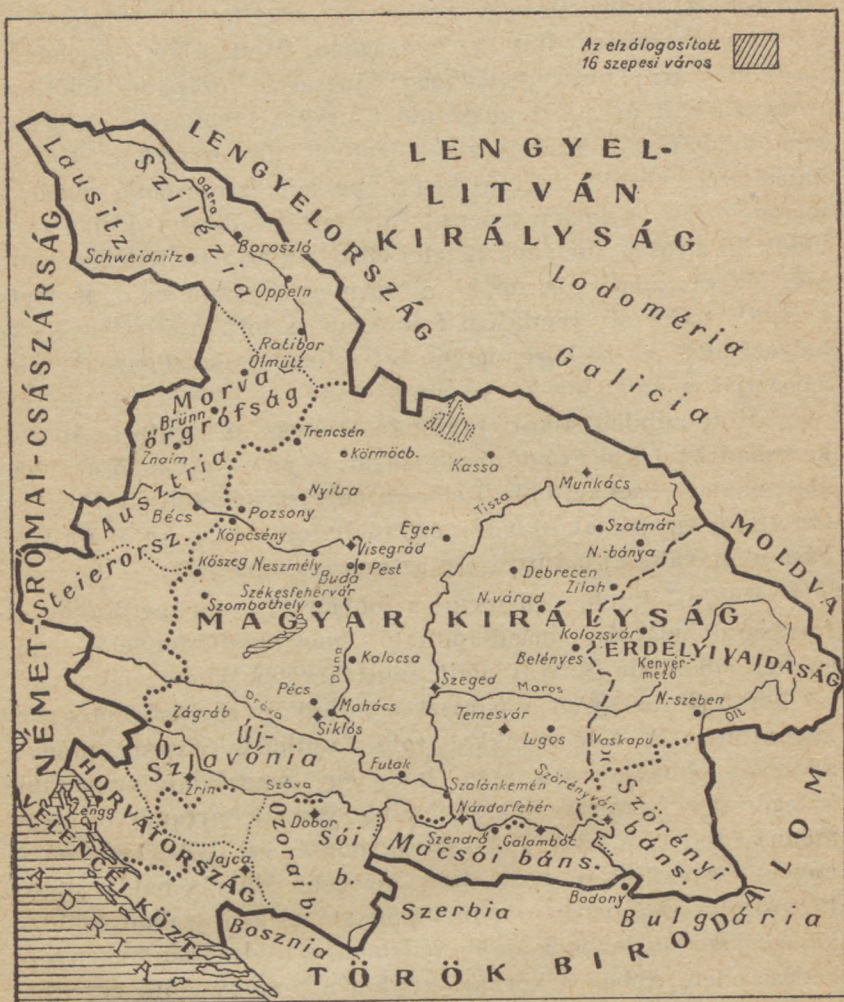 Az elzálogosított
16 szepesi város
LENGYELORSZÁG
LENGYEL-
LITVÁN
KIRÁLYSÁG
Lodoméria
Galicia
Lausitz
Szilézia
Odera
Schweidnitz
Boroszló
Oppeln
Ratibor
Olmütz
NÉMET-RÓMAI-CSÁSZÁRSÁG
Morva
őrgrófság
Brünn
Znaim
Ausztria
Trencsén
Körmöcb.
Kassa
Munkács
Nyitra
Tisza
Bécs
Pozsony
Köpcsény
Eger
Szatmár
N.-bánya
MOLDVA
Steierorsz.
Visegrád
Kőszeg
Neszmély
Buda
Pest
Debrecen
Zilah
Székesfehérvár
Szombathely
N.várad
MAGYAR KIRÁLYSÁG
Kolozsvár
ERDÉLYI VAJDASÁG
Belényes
Kenyér-
mező
Duna
Kalocsa
Szeged
Maros
N.-szeben
Olt
Dráva
Pécs
Mohács
Siklós
Temesvár
Lugos
Vaskapu
Zágráb
Ó-
Szlavónia
Új-
Zrin
Száva
Futak
Szalánkemén
Szörényvár
HORVÁTORSZÁG
Zengg
Ozorai b.
Dobor
Sói
b.
Nándorfehér
Szendrő
Galambóc
Macsói báns.
Szörényi
báns.
Jajca
VELENCEI KÖZT.
ADRIA
Bosznia
Szerbia
Bodony
Bulgária
TÖRÖK BIRODALOM